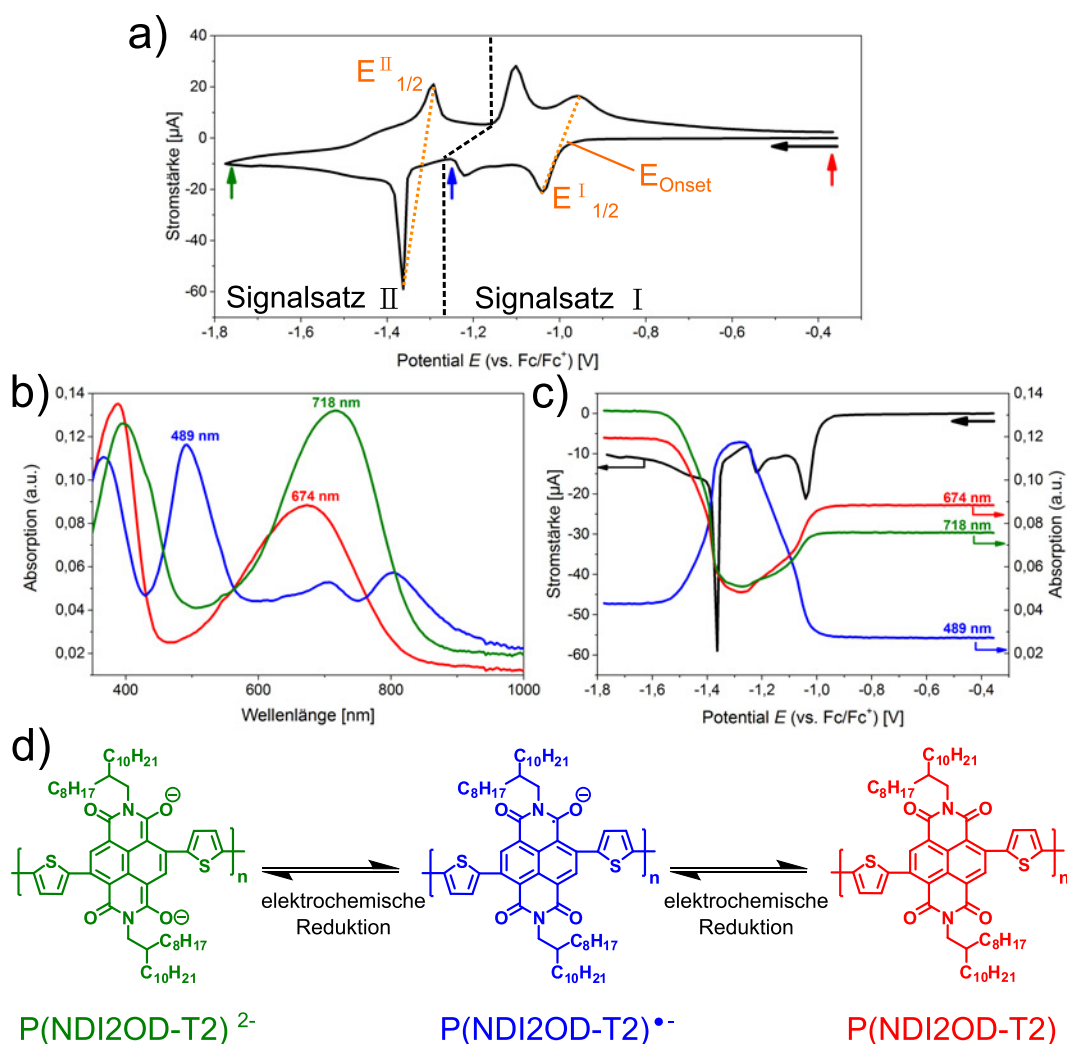 a)
Stromstärke [µA]
40
20
0
-20
-40
-60
E II 1/2
E I 1/2
E Onset
Signalsatz II
Signalsatz I
-1,8 -1,6 -1,4 -1,2 -1,0 -0,8 -0,6 -0,4
Potential E (vs. Fc/Fc+) [V]
b)
Absorption (a.u.)
0,14
0,12
0,10
0,08
0,06
0,04
0,02
718 nm
489 nm
674 nm
400 600 800 1000
Wellenlänge [nm]
c)
Stromstärke [µA]
0
-10
-20
-30
-40
-50
-60
674 nm
718 nm
489 nm
0,14
0,12
0,10
0,08
0,06
0,04
0,02
Absorption (a.u.)
-1,8 -1,6 -1,4 -1,2 -1,0 -0,8 -0,6 -0,4
Potential E (vs. Fc/Fc+) [V]
d)
C10H21
C8H17
N
O
O⊖
S
S
n
O⊖
N
O
C8H17
C10H21
elektrochemische
Reduktion
C10H21
C8H17
N
O
O⊖
S
S
n
O
N
O
C8H17
C10H21
elektrochemische
Reduktion
C10H21
C8H17
N
O
O
S
S
n
O
N
O
C8H17
C10H21
P(NDI2OD-T2) 2-
P(NDI2OD-T2)•-
P(NDI2OD-T2)